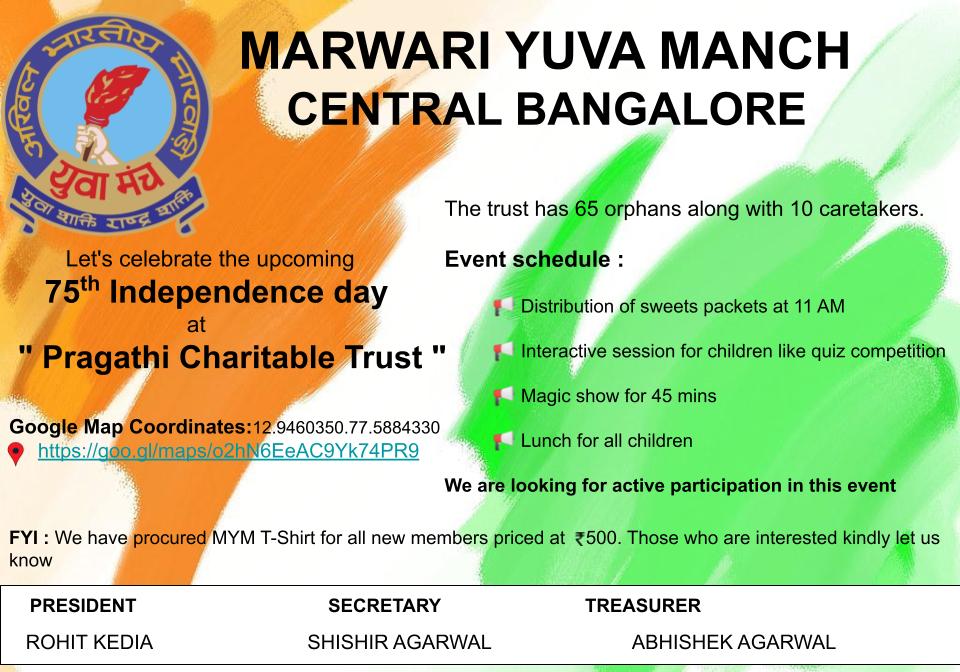 अखिल भारतीय मारवाड़ी
युवा मंच
युवा शक्ति राष्ट्र शक्ति
MARWARI YUVA MANCH
CENTRAL BANGALORE
Let's celebrate the upcoming
75th Independence day
at
" Pragathi Charitable Trust "
Google Map Coordinates:12.9460350.77.5884330
https://goo.gl/maps/o2hN6EeAC9Yk74PR9
The trust has 65 orphans along with 10 caretakers.
Event schedule :
Distribution of sweets packets at 11 AM
Interactive session for children like quiz competition
Magic show for 45 mins
Lunch for all children
We are looking for active participation in this event
FYI : We have procured MYM T-Shirt for all new members priced at ₹500. Those who are interested kindly let us
know
PRESIDENT SECRETARY TREASURER
ROHIT KEDIA SHISHIR AGARWAL ABHISHEK AGARWAL